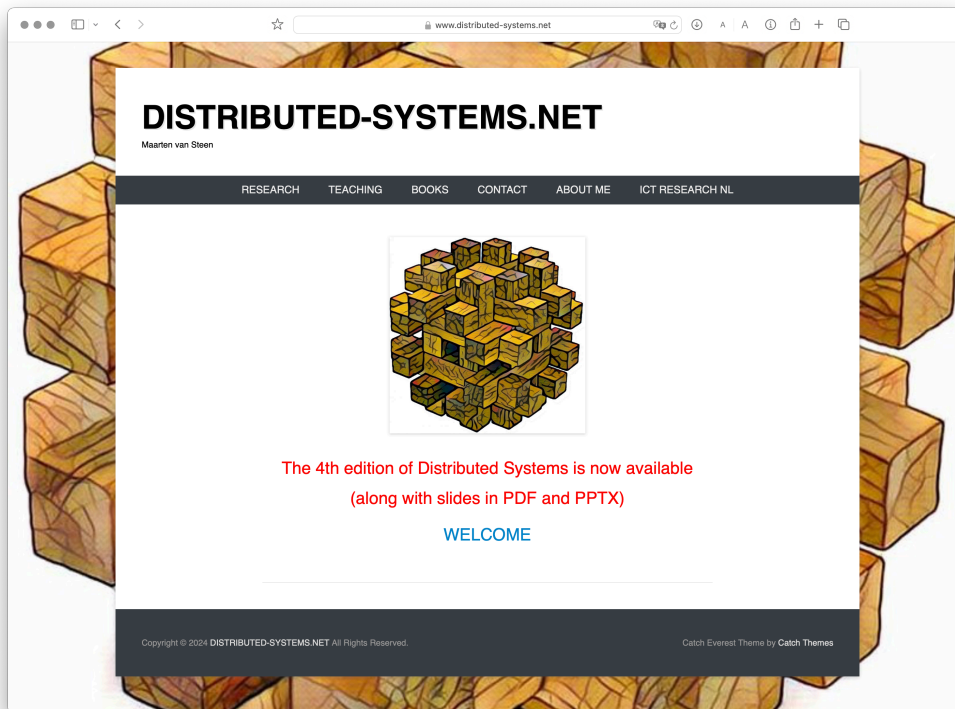 www.distributed-systems.net
DISTRIBUTED-SYSTEMS.NET
Maarten van Steen
RESEARCH TEACHING BOOKS CONTACT ABOUT ME ICT RESEARCH NL
The 4th edition of Distributed Systems is now available
(along with slides in PDF and PPTX)
WELCOME
Copyright © 2024 DISTRIBUTED-SYSTEMS.NET All Rights Reserved.
Catch Everest Theme by Catch Themes